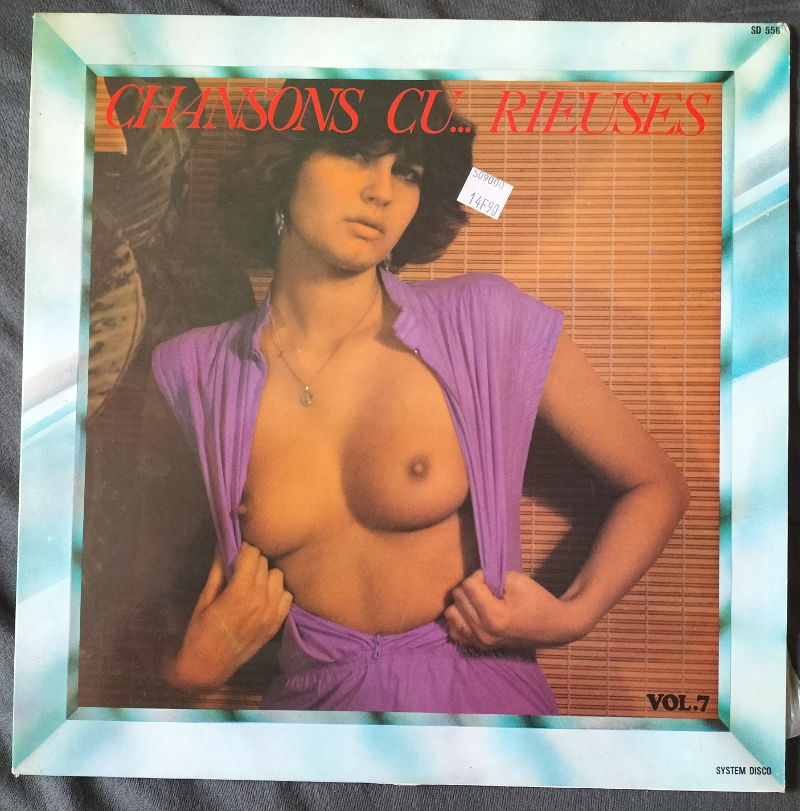 SD 556
CHANSONS CU... RIEUSES
509000
14F90
VOL.7
SYSTEM DISCO